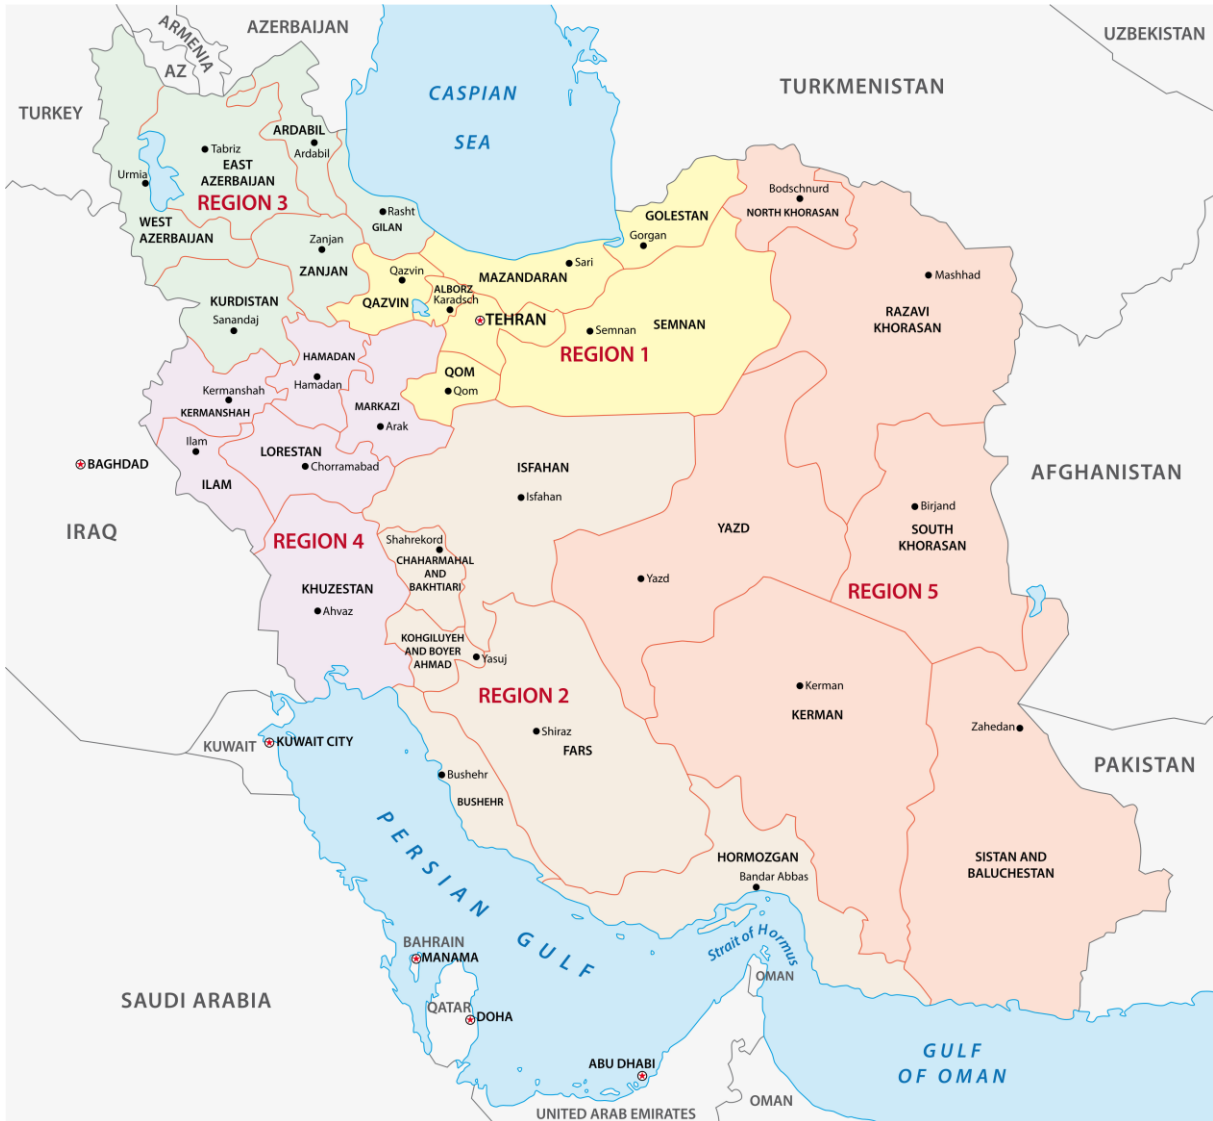 AZERBAIJAN
ARMENIA
AZ
UZBEKISTAN
TURKMENISTAN
CASPIAN
SEA
TURKEY
ARDABIL
Ardabil
Tabriz
EAST
AZERBAIJAN
Urmia
REGION 3
WEST
AZERBAIJAN
Rasht
GILAN
Zanjan
ZANJAN
Bodschnurd
NORTH KHORASAN
GOLESTAN
Gorgan
Sari
MAZANDARAN
Qazvin
QAZVIN
ALBORZ
Karadsch
TEHRAN
Semnan
SEMNAN
REGION 1
Mashhad
RAZAVI
KHORASAN
KURDISTAN
Sanandaj
HAMADAN
Hamadan
QOM
Qom
Kermanshah
KERMANSHAH
MARKAZI
Arak
Ilam
ILAM
LORESTAN
Chorramabad
BAGHDAD
IRAQ
ISFAHAN
Isfahan
AFGHANISTAN
YAZD
Yazd
Birjand
SOUTH
KHORASAN
REGION 5
REGION 4
KHUZESTAN
Ahvaz
Shahrekord
CHAHARMAHAL
AND
BAKHTIARI
KOHGILUYEH
AND BOYER
AHMAD
Yasuj
REGION 2
Shiraz
FARS
Kerman
KERMAN
Zahedan
PAKISTAN
KUWAIT
KUWAIT CITY
Bushehr
BUSHEHR
PERSIAN GULF
HORMOZGAN
Bandar Abbas
SISTAN AND
BALUCHESTAN
Strait of Hormus
BAHRAIN
MANAMA
OMAN
SAUDI ARABIA
QATAR
DOHA
ABU DHABI
GULF
OF OMAN
OMAN
UNITED ARAB EMIRATES